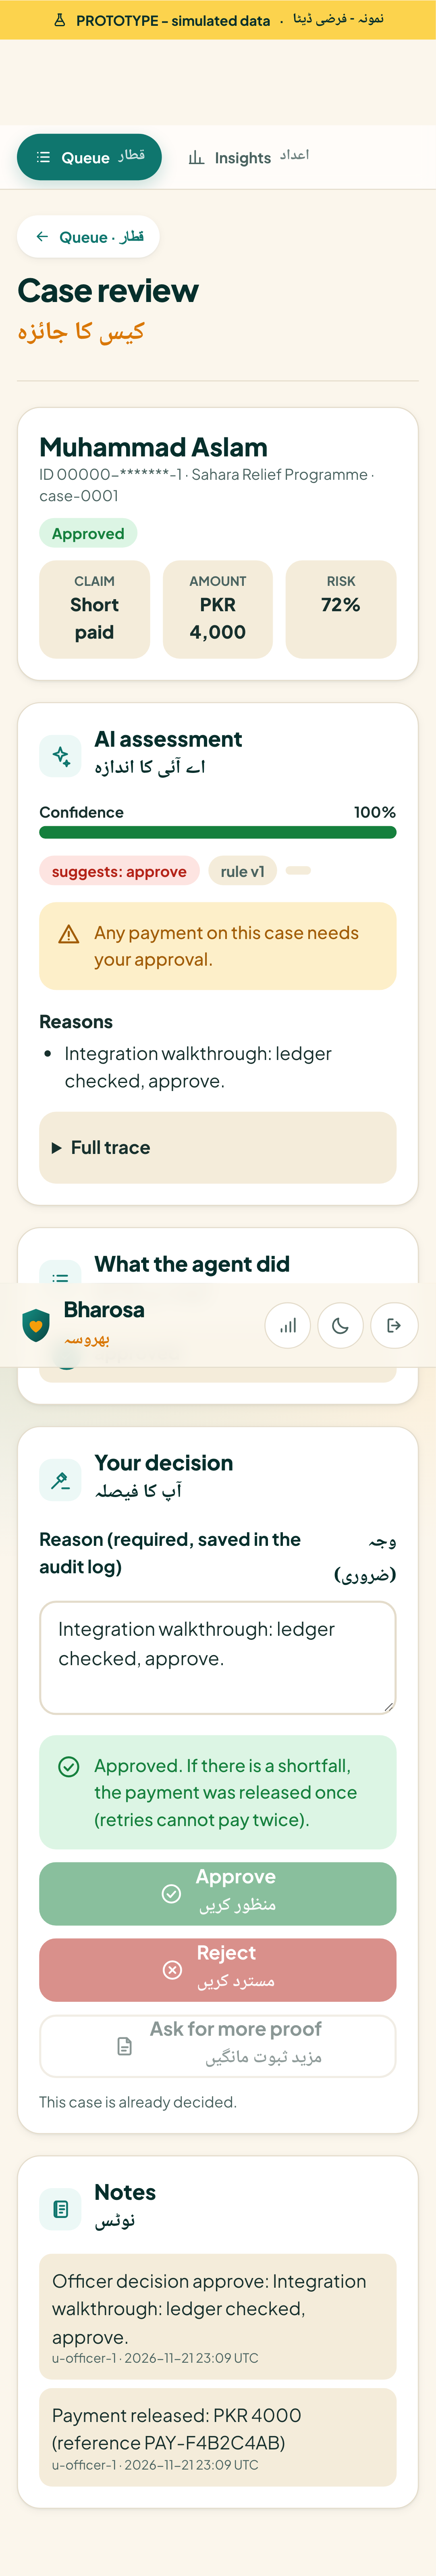 PROTOTYPE - simulated data · نمونہ - فرضی ڈیٹا
Queue قطار
Insights اعداد
← Queue · قطار
Case review
کیس کا جائزہ
Muhammad Aslam
ID 00000-*******-1 · Sahara Relief Programme ·
case-0001
Approved
CLAIM
Short
paid
AMOUNT
PKR
4,000
RISK
72%
AI assessment
اے آئی کا اندازہ
Confidence 100%
suggests: approve
rule v1
Any payment on this case needs
your approval.
Reasons
• Integration walkthrough: ledger
checked, approve.
Full trace
What the agent did
Bharosa
بھروسہ
Your decision
آپ کا فیصلہ
Reason (required, saved in the
audit log)
وجہ
(ضروری)
Integration walkthrough: ledger
checked, approve.
Approved. If there is a shortfall,
the payment was released once
(retries cannot pay twice).
Approve
منظور کریں
Reject
مسترد کریں
Ask for more proof
مزید ثبوت مانگیں
This case is already decided.
Notes
نوٹس
Officer decision approve: Integration
walkthrough: ledger checked,
approve.
u-officer-1 · 2026-11-21 23:09 UTC
Payment released: PKR 4000
(reference PAY-F4B2C4AB)
u-officer-1 · 2026-11-21 23:09 UTC